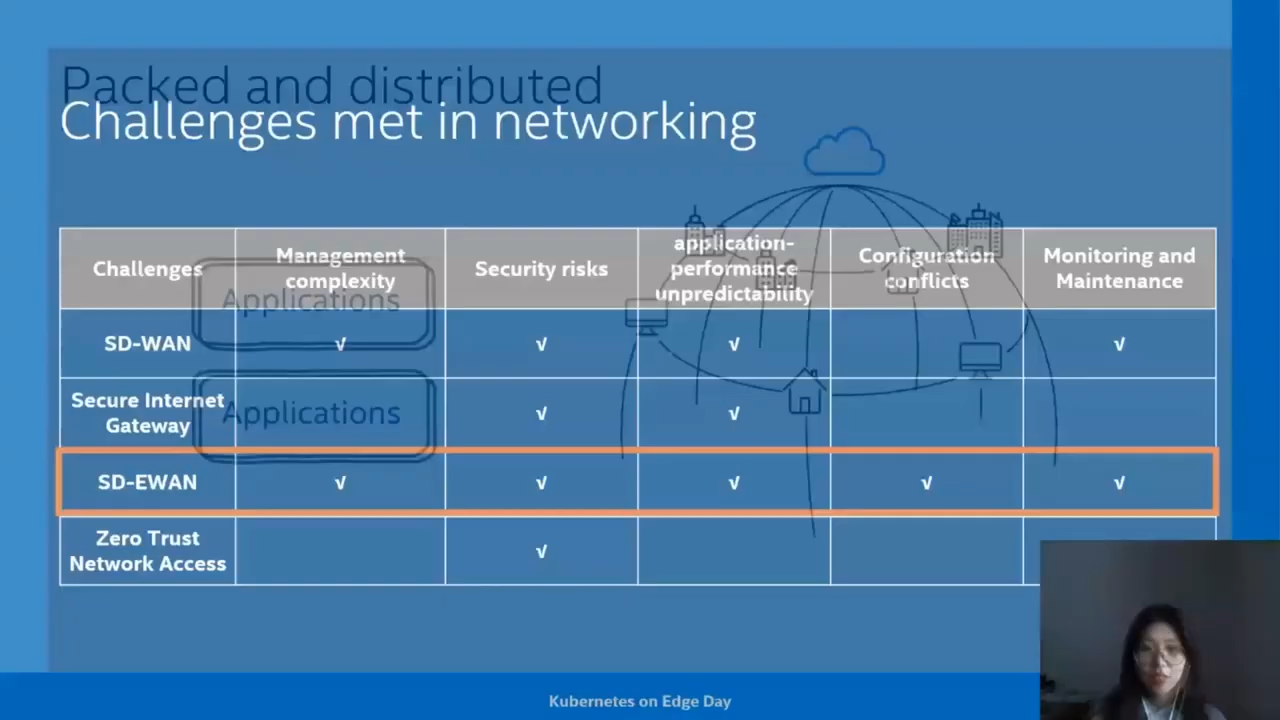 Packed and distributed
Challenges met in networking
Challenges
Management
complexity
Security risks
application-
performance
unpredictability
Configuration
conflicts
Monitoring and
Maintenance
Applications
SD-WAN
√
√
√
√
Secure Internet
Gateway
√
√
Applications
SD-EWAN
√
√
√
√
√
Zero Trust
Network Access
√
Kubernetes on Edge Day